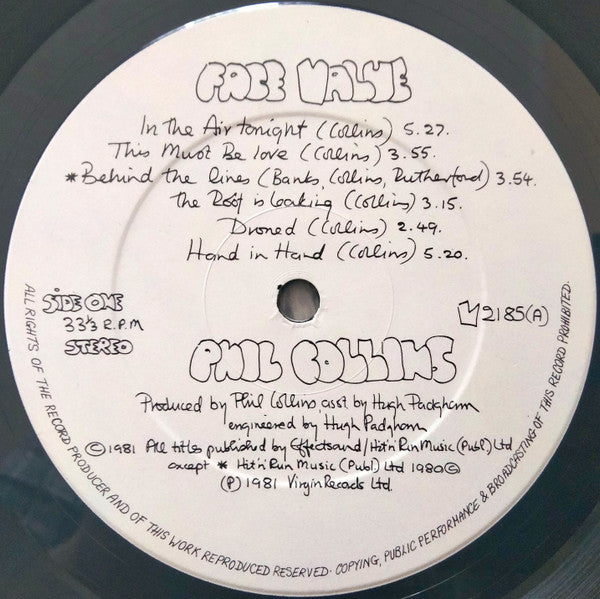 FACE VALUE
In the Air tonight (Collins) 5.27.
This Must Be love (Collins) 3.55.
* Behind the lines (Banks, Collins, Rutherford) 3.54.
the Roof is leaking (Collins) 3.15.
Droned (Collins) 2.49.
Hand in Hand (Collins) 5.20.
SIDE ONE
33⅓ R.P.M
STEREO
V2185(A)
PHIL COLLINS
Produced by Phil Collins, asst. by Hugh Padgham
engineered by Hugh Padgham
©1981 All titles published by Effectsound/Hit'n'Run Music (Publ) Ltd
except * Hit'n'Run Music (Publ) Ltd 1980©
℗ 1981 Virgin Records Ltd.
ALL RIGHTS OF THE RECORD PRODUCER AND OF THIS WORK REPRODUCED RESERVED· COPYING, PUBLIC PERFORMANCE & BROADCASTING OF THIS RECORD PROHIBITED.